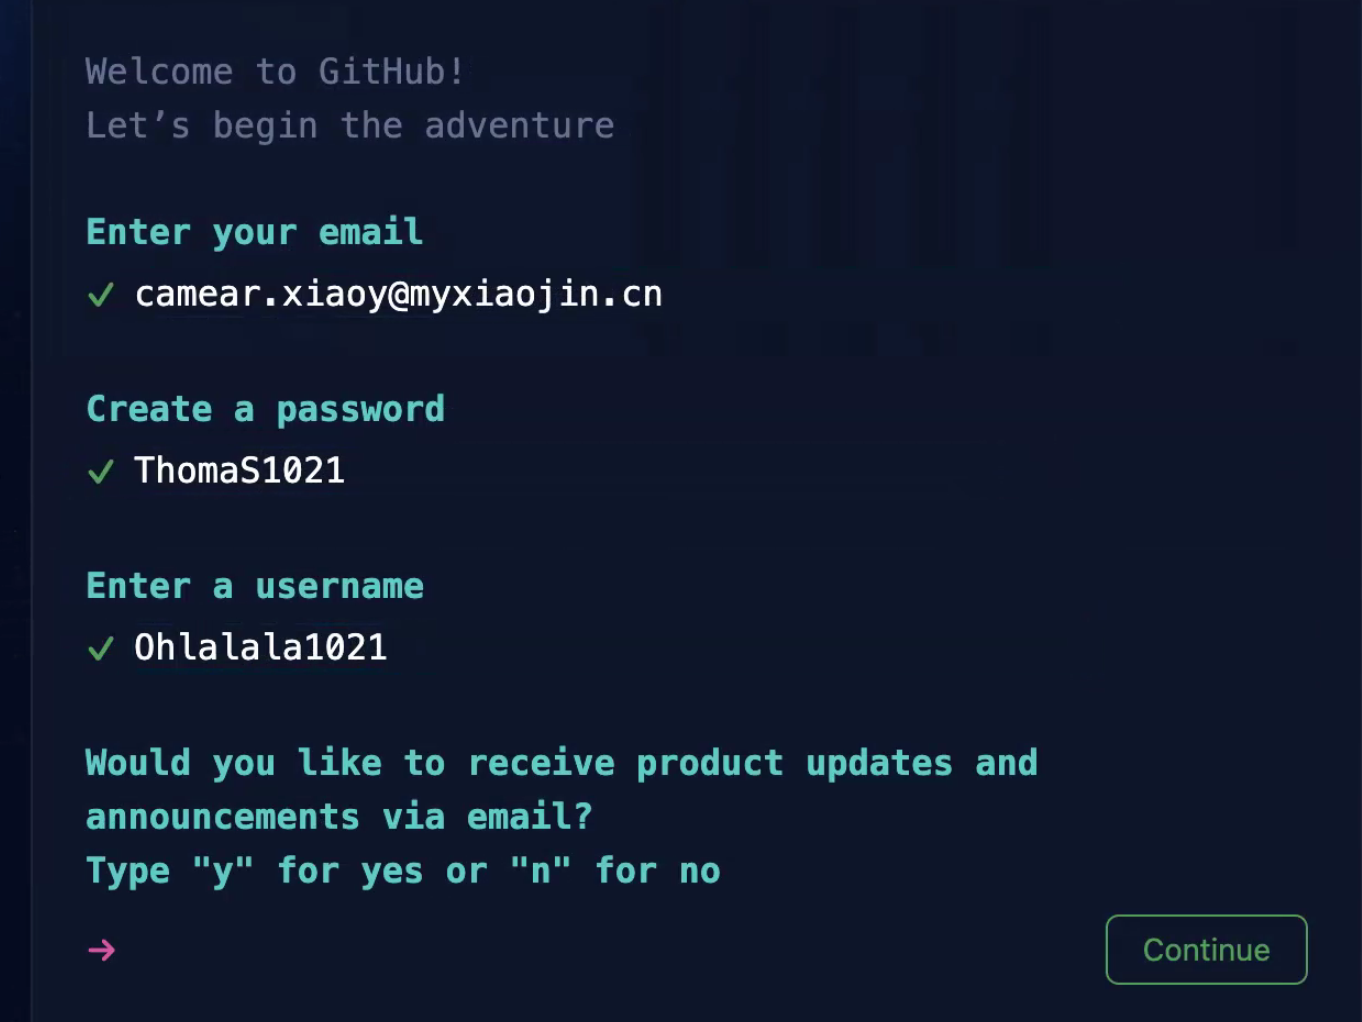 Welcome to GitHub!
Let’s begin the adventure
Enter your email
✓ camear.xiaoy@myxiaojin.cn
Create a password
✓ ThomaS1021
Enter a username
✓ Ohlalala1021
Would you like to receive product updates and
announcements via email?
Type "y" for yes or "n" for no
→
Continue